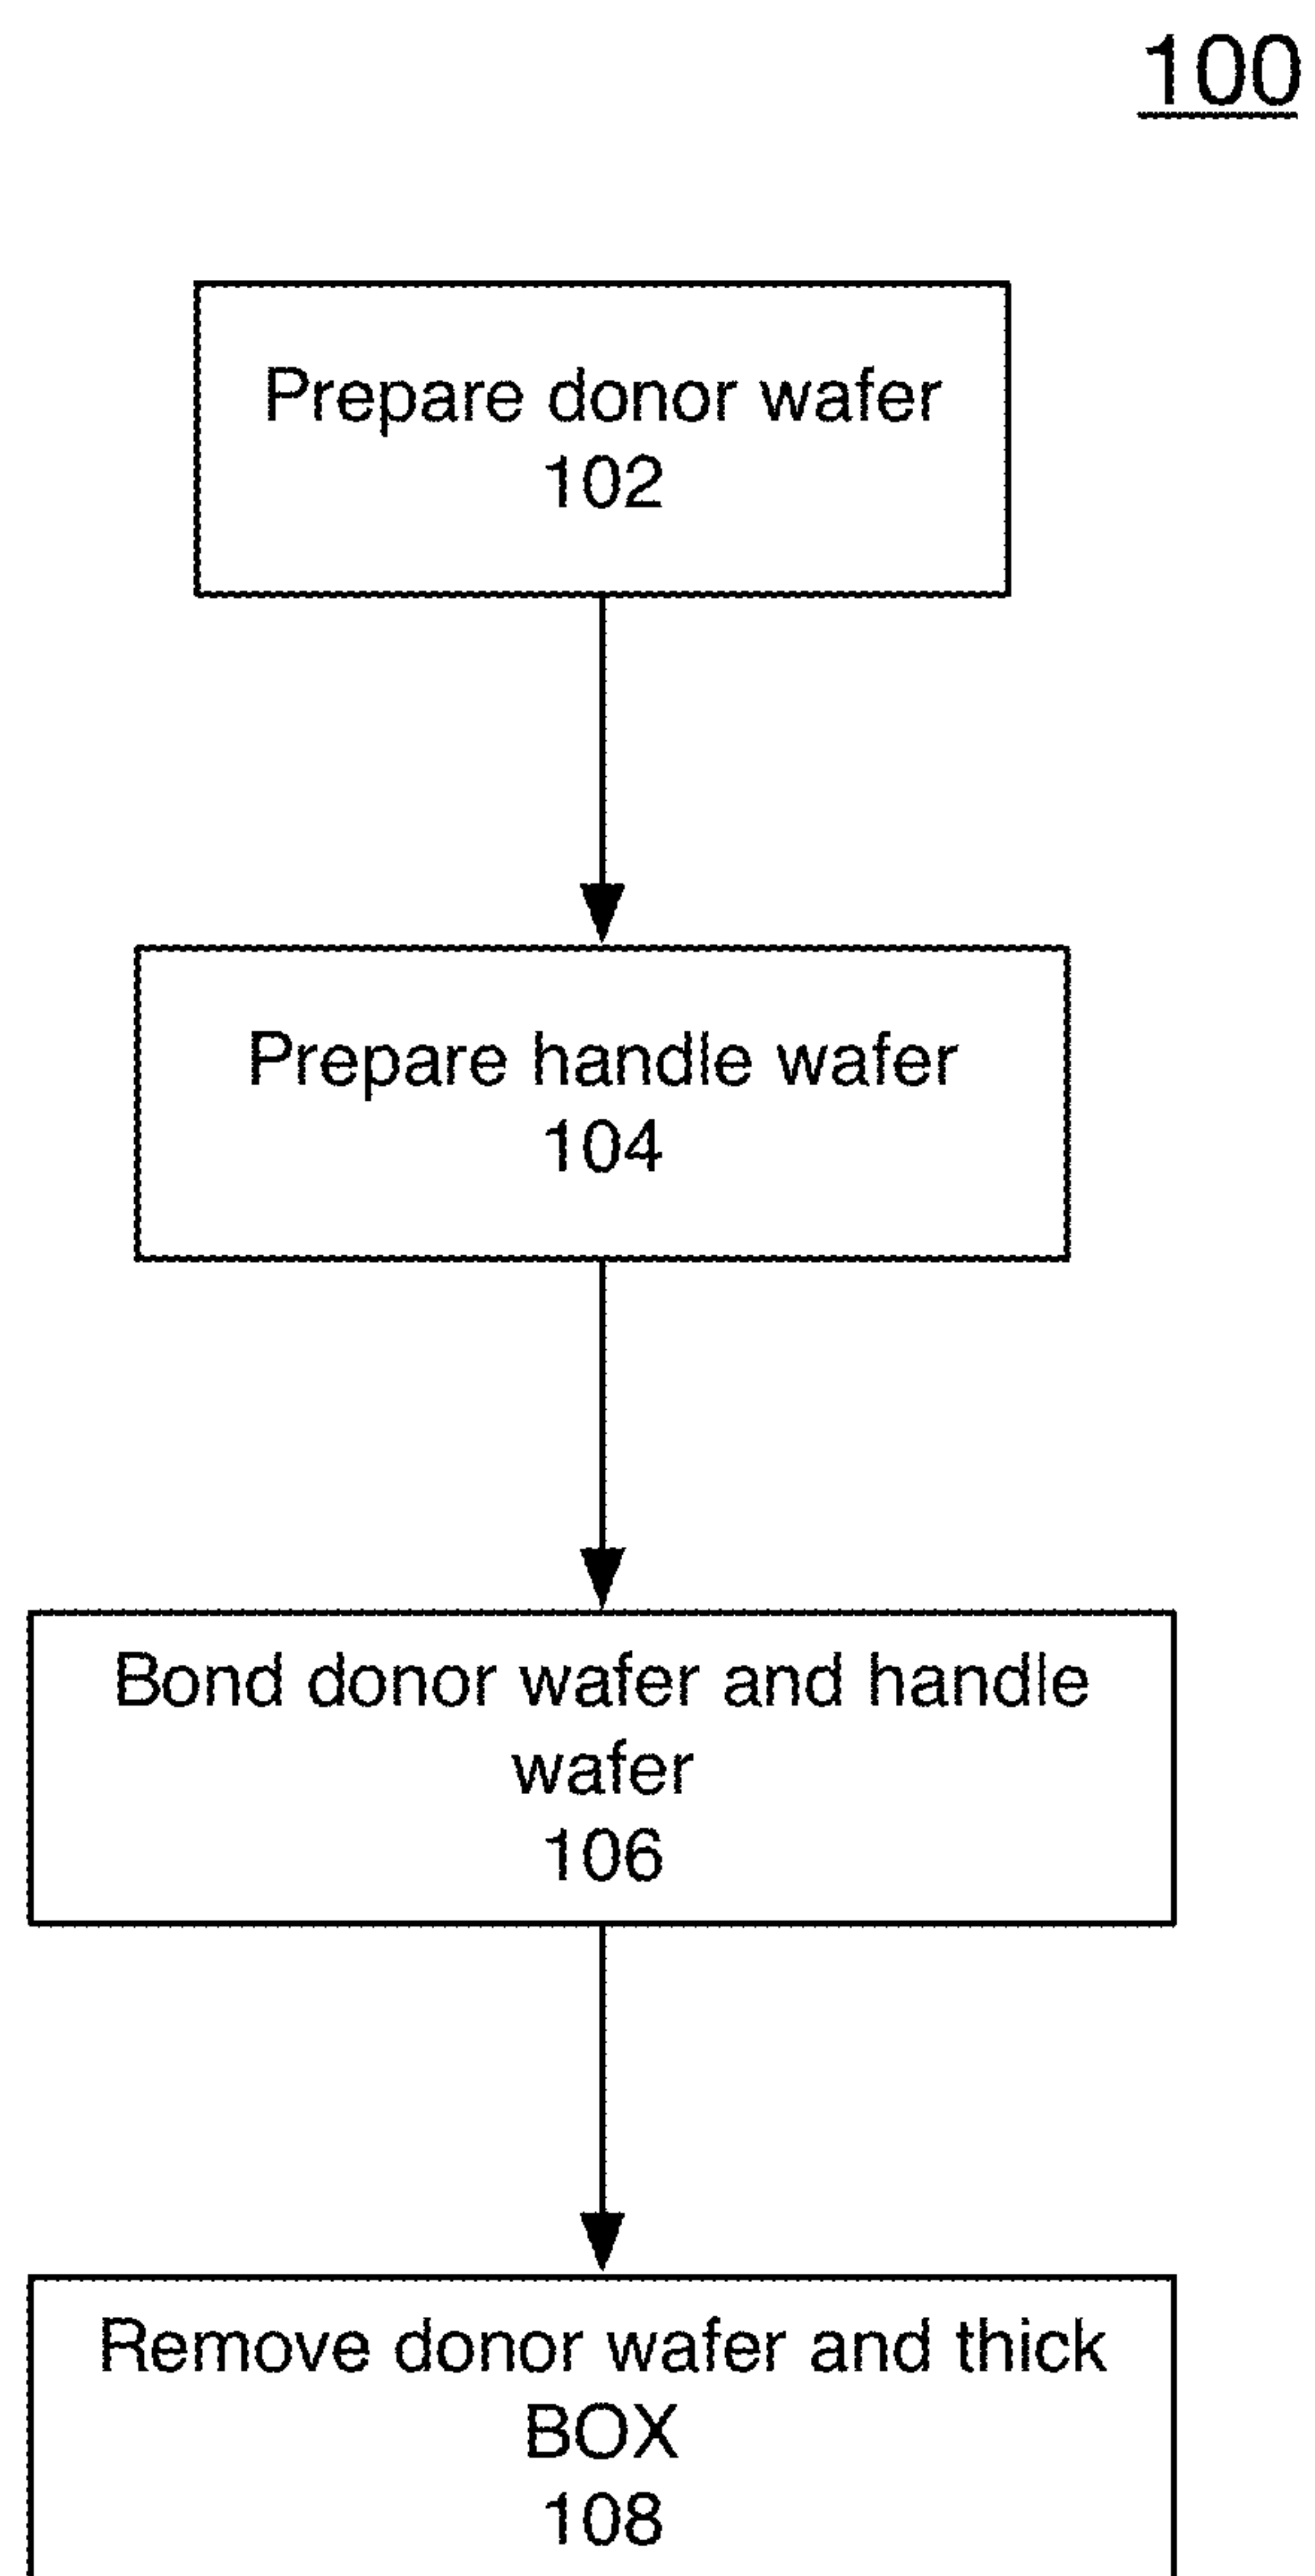 100
Prepare donor wafer
102
Prepare handle wafer
104
Bond donor wafer and handle
wafer
106
Remove donor wafer and thick
BOX
108